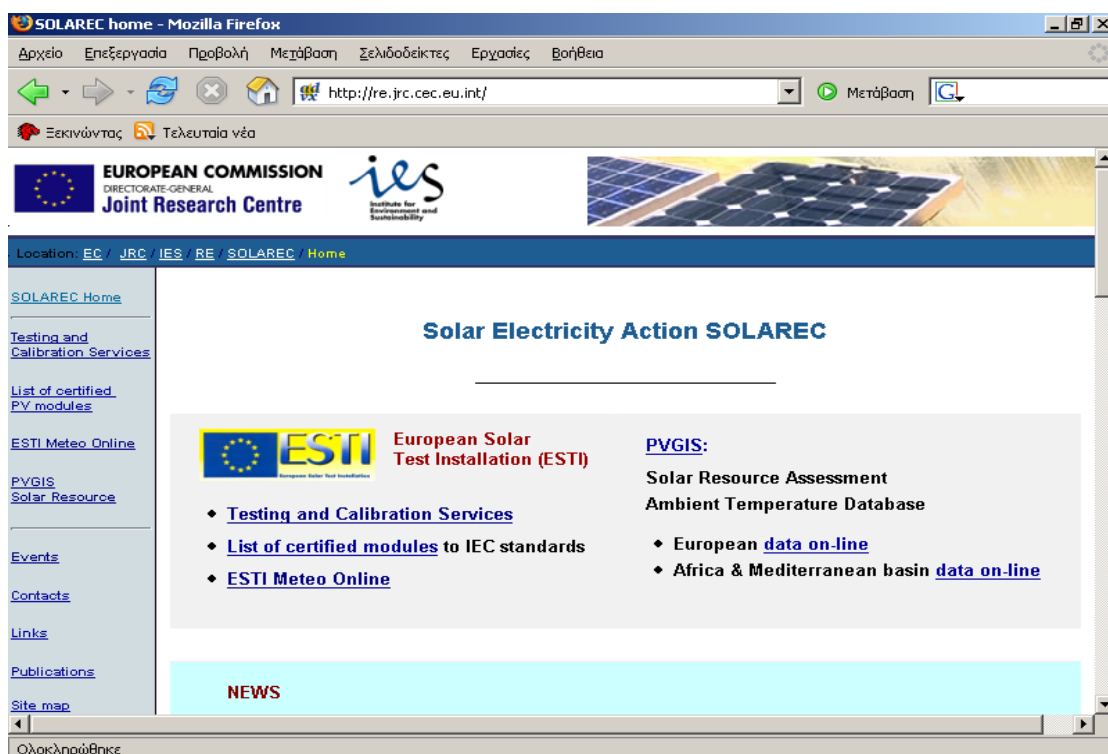 SOLAREC home - Mozilla Firefox
Αρχείο Επεξεργασία Προβολή Μετάβαση Σελιδοδείκτες Εργασίες Βοήθεια
http://re.jrc.cec.eu.int/ Μετάβαση G
Ξεκινώντας Τελευταία νέα
EUROPEAN COMMISSION
DIRECTORATE-GENERAL
Joint Research Centre
ies
Institute for
Environment and
Sustainability
Location: EC / JRC / IES / RE / SOLAREC / Home
SOLAREC Home
Testing and
Calibration Services
List of certified
PV modules
ESTI Meteo Online
PVGIS
Solar Resource
Events
Contacts
Links
Publications
Site map
Solar Electricity Action SOLAREC
ESTI
European Solar Test Installation
European Solar
Test Installation (ESTI)
• Testing and Calibration Services
• List of certified modules to IEC standards
• ESTI Meteo Online
PVGIS:
Solar Resource Assessment
Ambient Temperature Database
• European data on-line
• Africa & Mediterranean basin data on-line
NEWS
Ολοκληρώθηκε